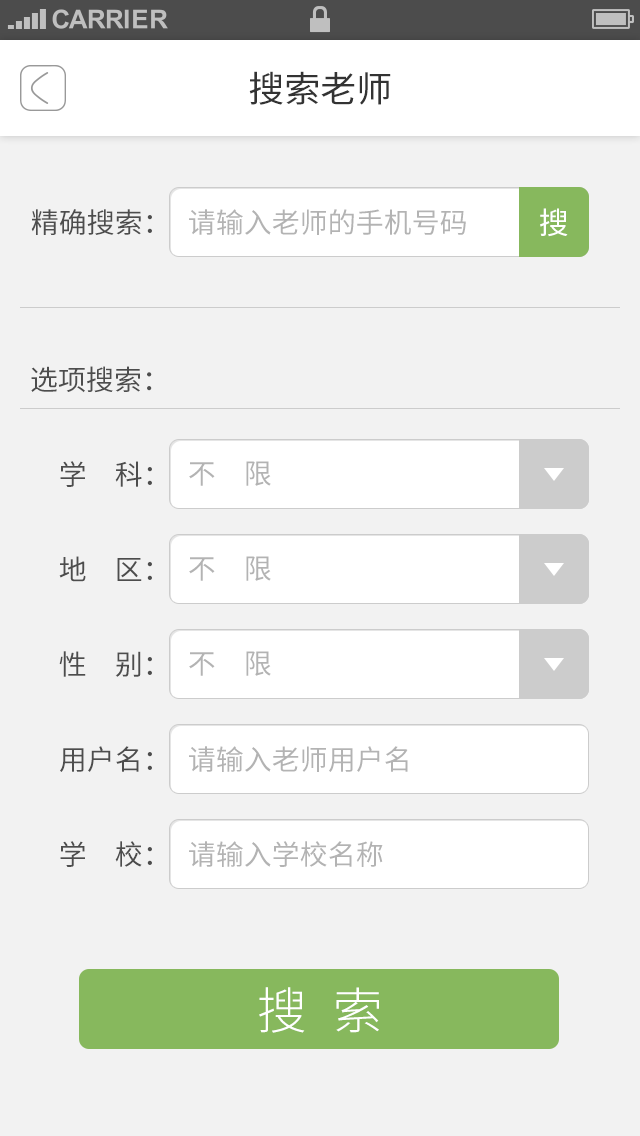 CARRIER
搜索老师
精确搜索： 请输入老师的手机号码 搜
选项搜索：
学 科： 不 限
地 区： 不 限
性 别： 不 限
用户名： 请输入老师用户名
学 校： 请输入学校名称
搜 索